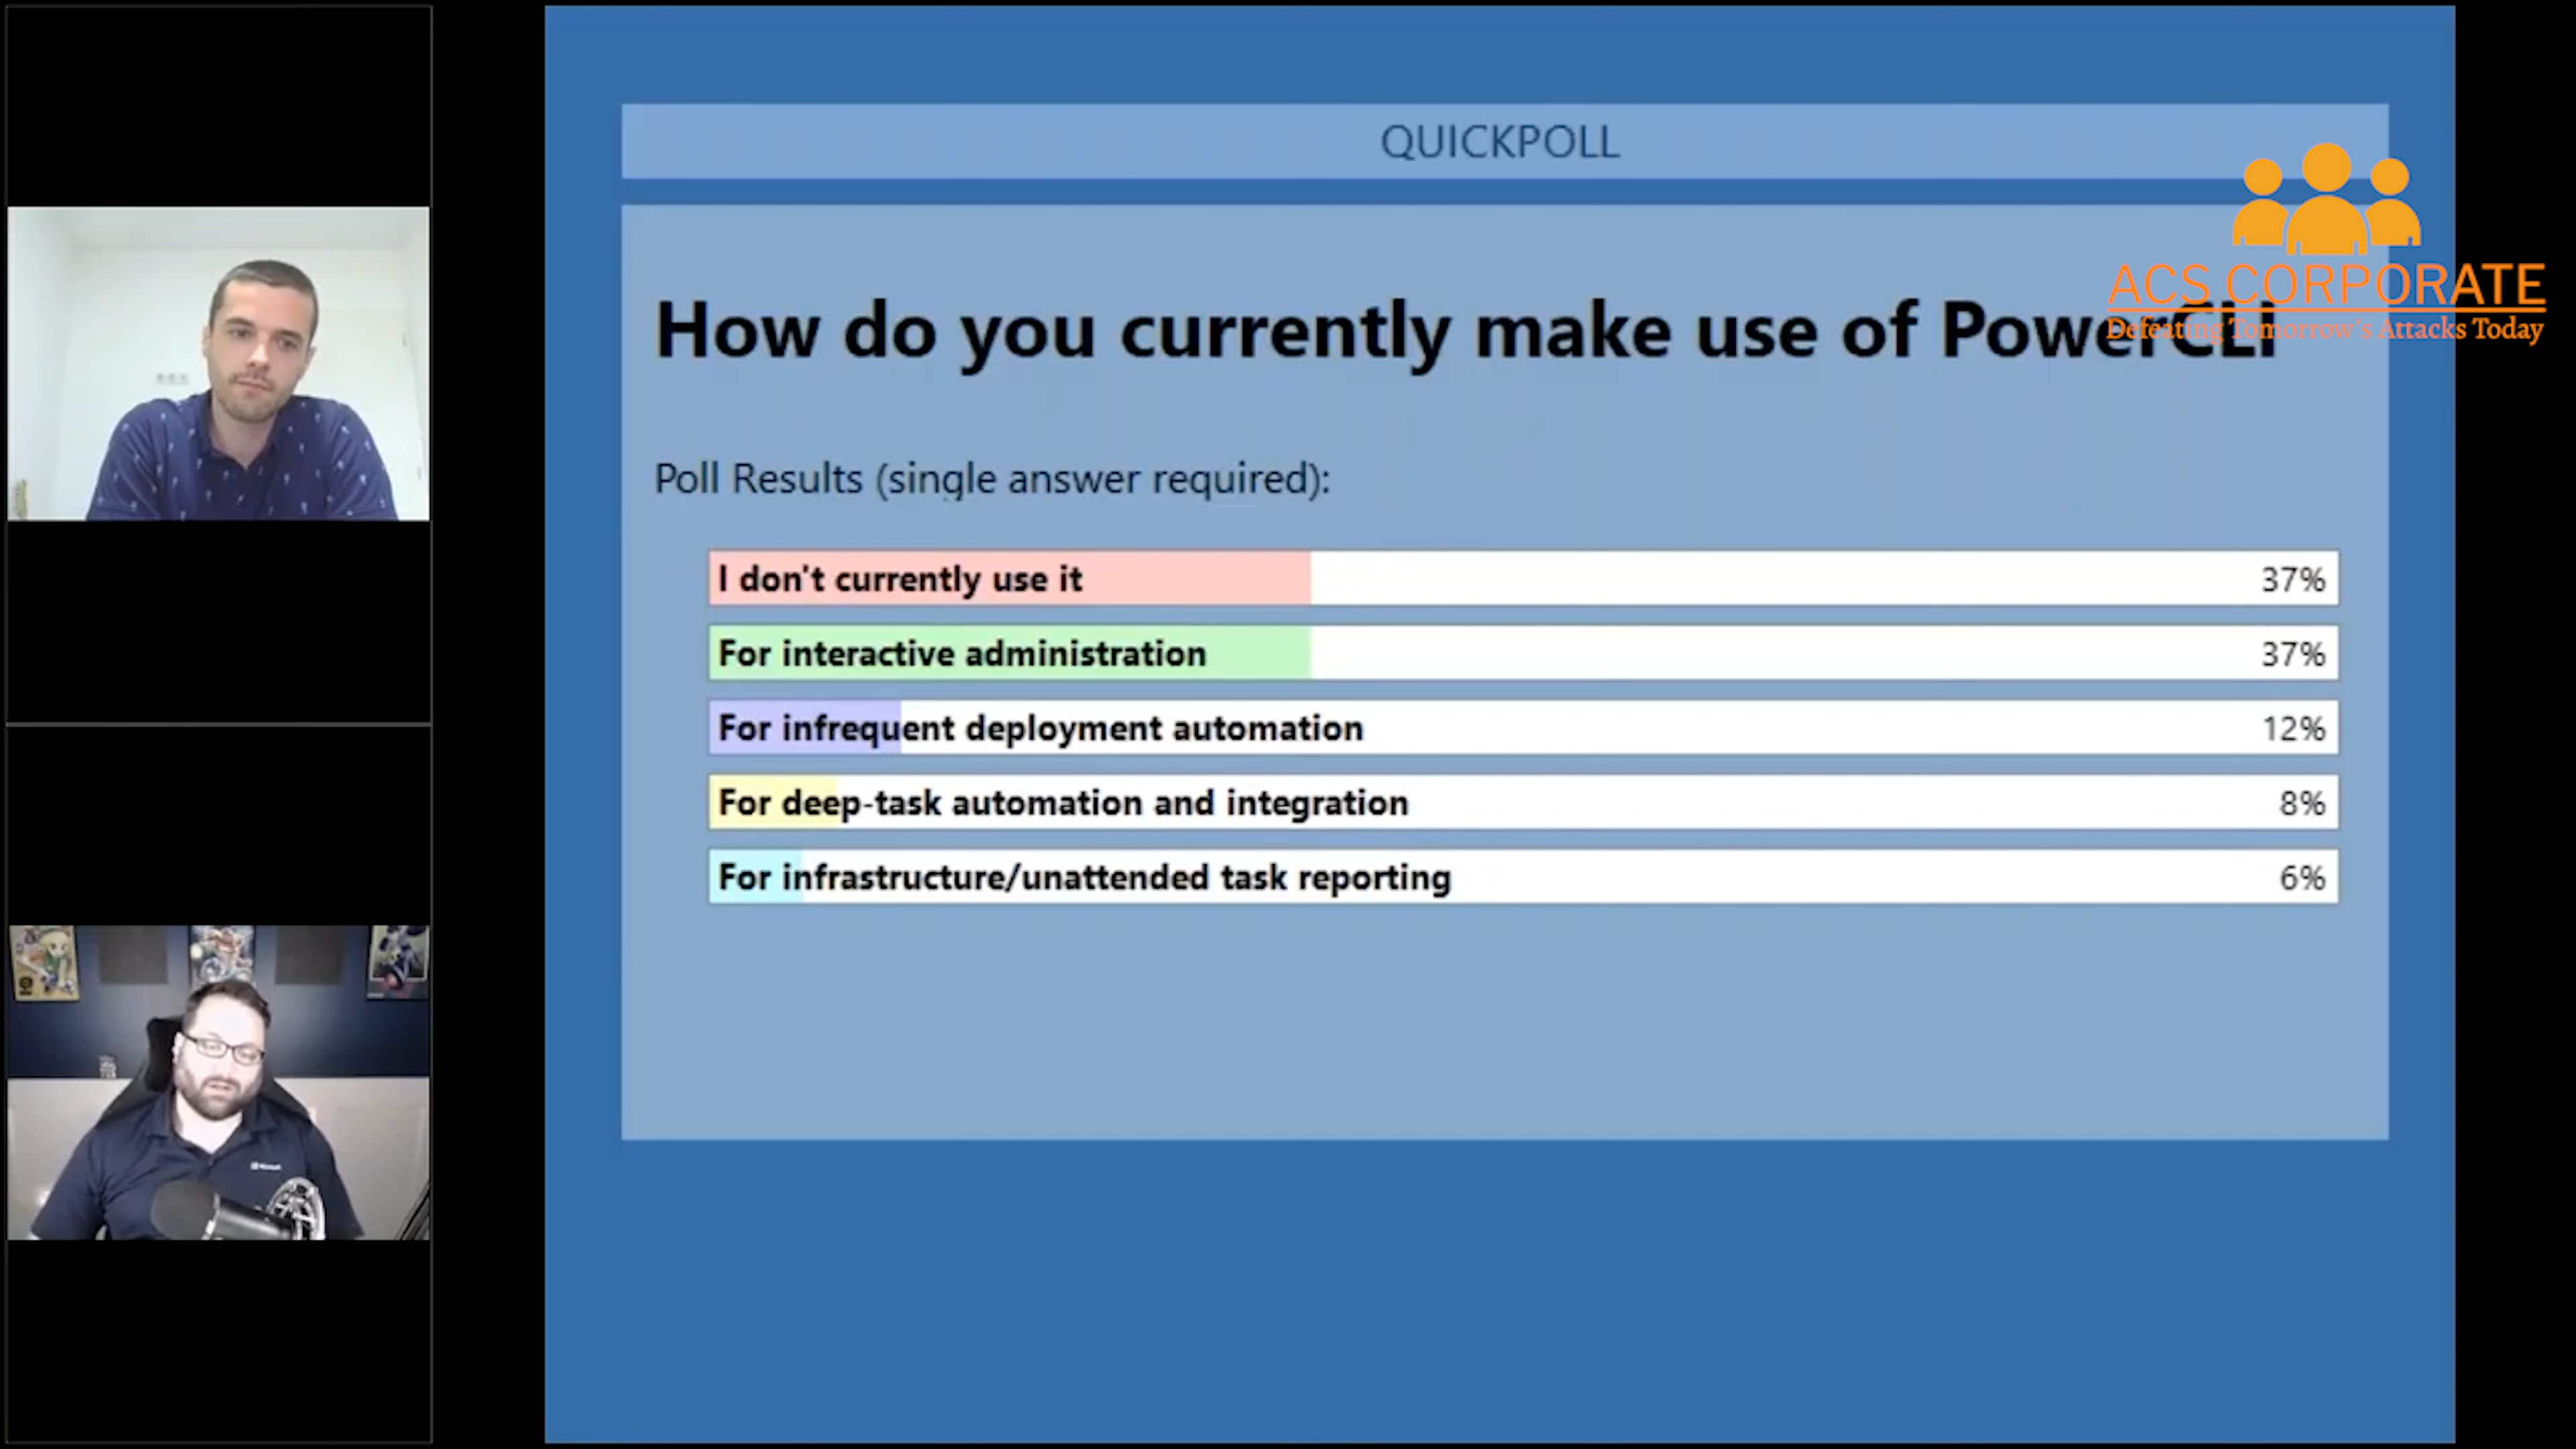 QUICKPOLL
ACS CORPORATE
Defeating Tomorrow's Attacks Today
How do you currently make use of PowerCLI
Poll Results (single answer required):
I don't currently use it 37%
For interactive administration 37%
For infrequent deployment automation 12%
For deep-task automation and integration 8%
For infrastructure/unattended task reporting 6%